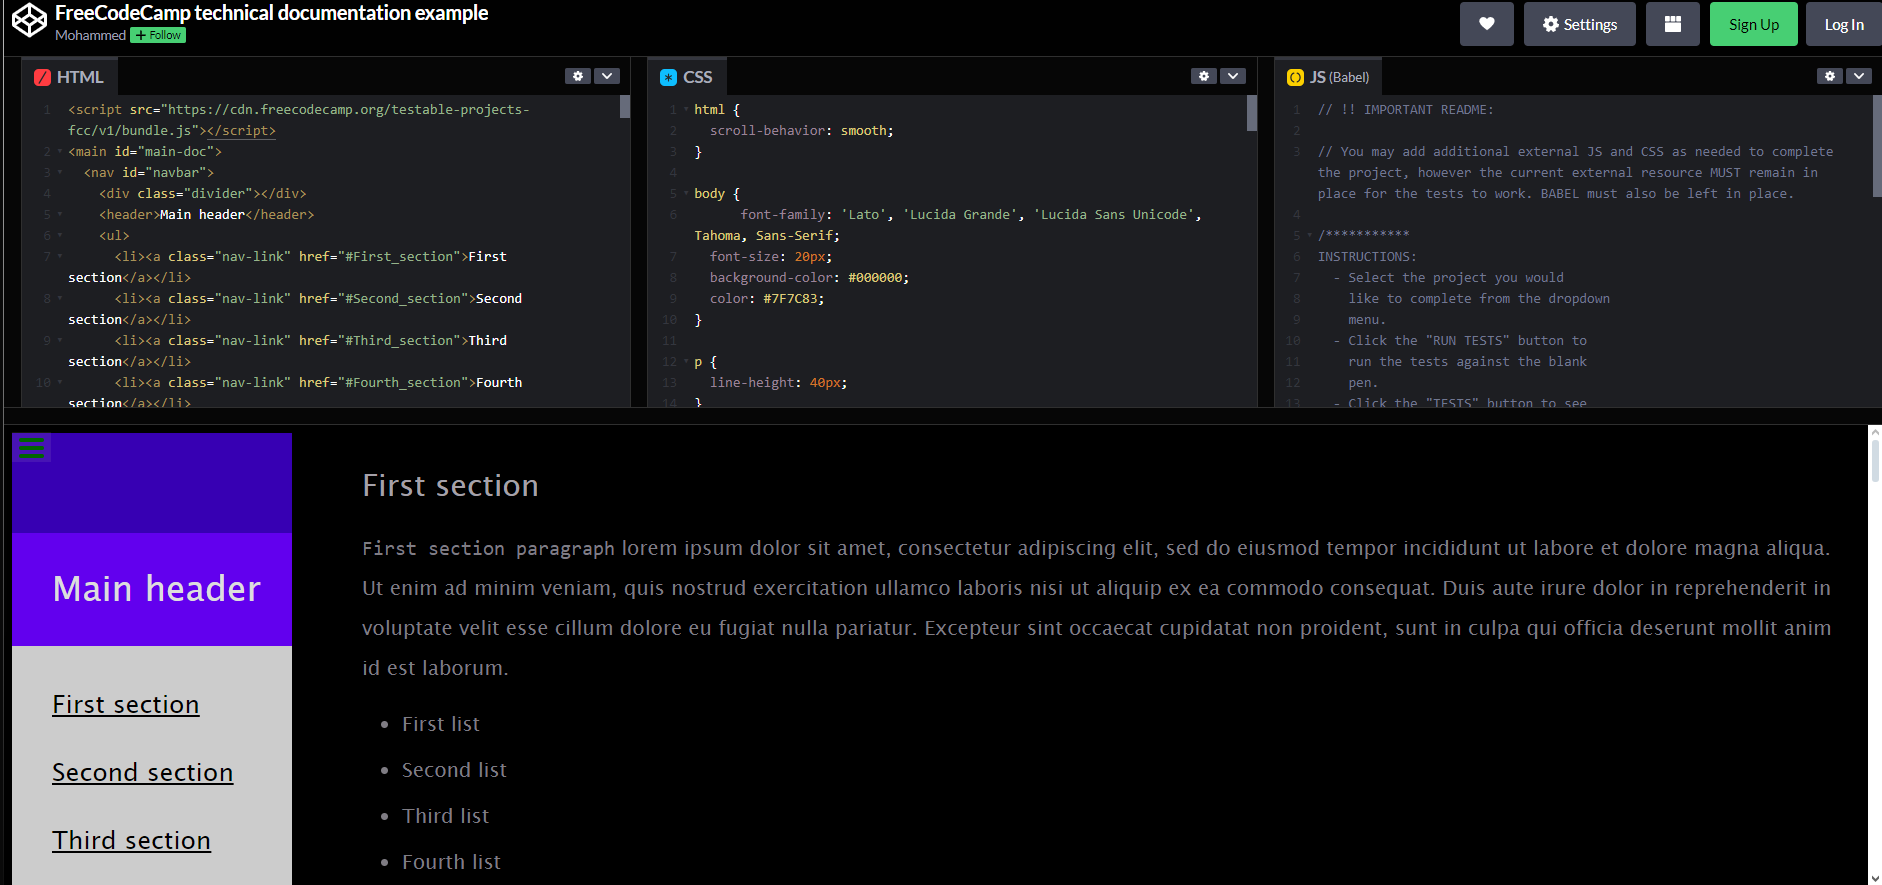 FreeCodeCamp technical documentation example
Mohammed + Follow
Settings
Sign Up
Log In
HTML
1 <script src="https://cdn.freecodecamp.org/testable-projects-
fcc/v1/bundle.js"></script>
2 <main id="main-doc">
3 <nav id="navbar">
4 <div class="divider"></div>
5 <header>Main header</header>
6 <ul>
7 <li><a class="nav-link" href="#First_section">First
section</a></li>
8 <li><a class="nav-link" href="#Second_section">Second
section</a></li>
9 <li><a class="nav-link" href="#Third_section">Third
section</a></li>
10 <li><a class="nav-link" href="#Fourth_section">Fourth
section</a></li>
CSS
1 html {
2 scroll-behavior: smooth;
3 }
4
5 body {
6 font-family: 'Lato', 'Lucida Grande', 'Lucida Sans Unicode',
Tahoma, Sans-Serif;
7 font-size: 20px;
8 background-color: #000000;
9 color: #7F7C83;
10 }
11
12 p {
13 line-height: 40px;
14 }
JS (Babel)
1 // !! IMPORTANT README:
2
3 // You may add additional external JS and CSS as needed to complete
the project, however the current external resource MUST remain in
place for the tests to work. BABEL must also be left in place.
4
5 /***********
6 INSTRUCTIONS:
7 - Select the project you would
8 like to complete from the dropdown
9 menu.
10 - Click the "RUN TESTS" button to
11 run the tests against the blank
12 pen.
13 - Click the "TESTS" button to see
Main header
First section
Second section
Third section
First section
First section paragraph lorem ipsum dolor sit amet, consectetur adipiscing elit, sed do eiusmod tempor incididunt ut labore et dolore magna aliqua.
Ut enim ad minim veniam, quis nostrud exercitation ullamco laboris nisi ut aliquip ex ea commodo consequat. Duis aute irure dolor in reprehenderit in
voluptate velit esse cillum dolore eu fugiat nulla pariatur. Excepteur sint occaecat cupidatat non proident, sunt in culpa qui officia deserunt mollit anim
id est laborum.
• First list
• Second list
• Third list
• Fourth list